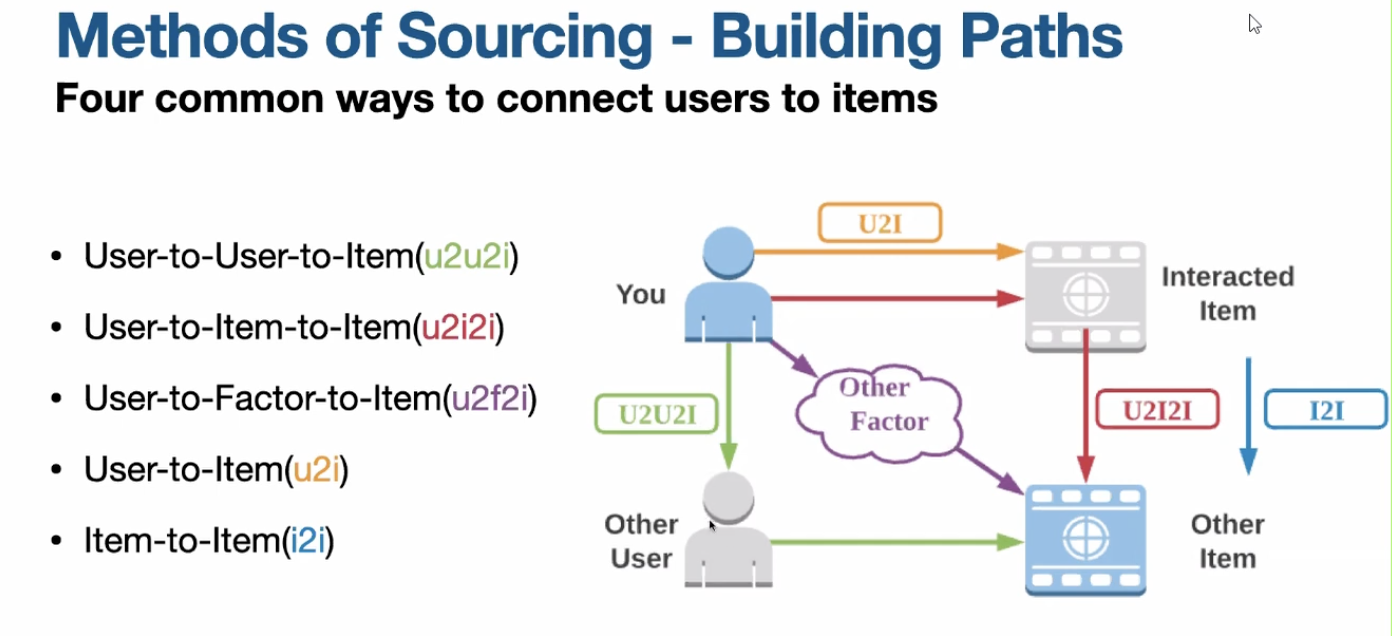 Methods of Sourcing - Building Paths
Four common ways to connect users to items
• User-to-User-to-Item(u2u2i)
• User-to-Item-to-Item(u2i2i)
• User-to-Factor-to-Item(u2f2i)
• User-to-Item(u2i)
• Item-to-Item(i2i)
U2I
You
Interacted
Item
Other
Factor
U2U2I
U2I2I
I2I
Other
User
Other
Item